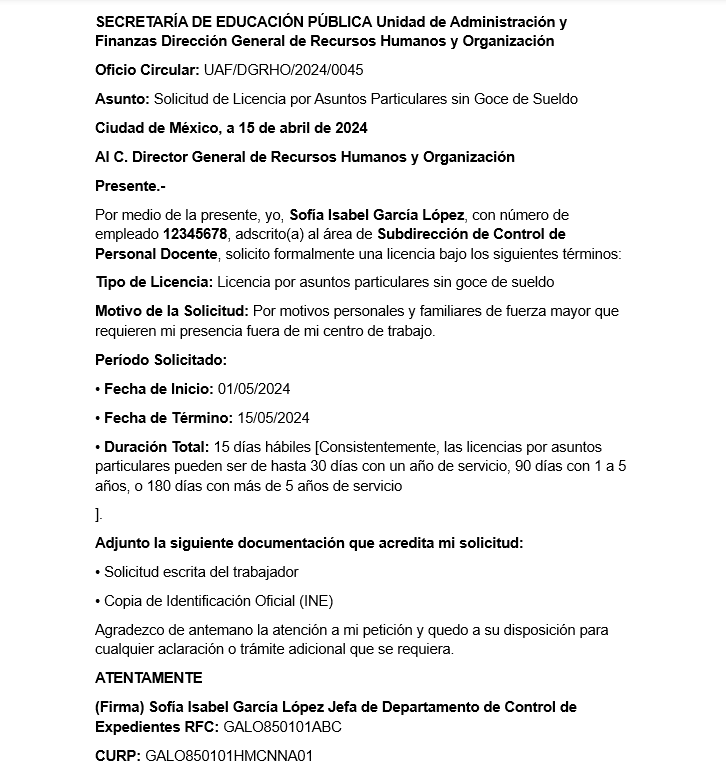 SECRETARÍA DE EDUCACIÓN PÚBLICA Unidad de Administración y
Finanzas Dirección General de Recursos Humanos y Organización
Oficio Circular: UAF/DGRHO/2024/0045
Asunto: Solicitud de Licencia por Asuntos Particulares sin Goce de Sueldo
Ciudad de México, a 15 de abril de 2024
Al C. Director General de Recursos Humanos y Organización
Presente.-
Por medio de la presente, yo, Sofía Isabel García López, con número de
empleado 12345678, adscrito(a) al área de Subdirección de Control de
Personal Docente, solicito formalmente una licencia bajo los siguientes términos:
Tipo de Licencia: Licencia por asuntos particulares sin goce de sueldo
Motivo de la Solicitud: Por motivos personales y familiares de fuerza mayor que
requieren mi presencia fuera de mi centro de trabajo.
Período Solicitado:
• Fecha de Inicio: 01/05/2024
• Fecha de Término: 15/05/2024
• Duración Total: 15 días hábiles [Consistentemente, las licencias por asuntos
particulares pueden ser de hasta 30 días con un año de servicio, 90 días con 1 a 5
años, o 180 días con más de 5 años de servicio
].
Adjunto la siguiente documentación que acredita mi solicitud:
• Solicitud escrita del trabajador
• Copia de Identificación Oficial (INE)
Agradezco de antemano la atención a mi petición y quedo a su disposición para
cualquier aclaración o trámite adicional que se requiera.
ATENTAMENTE
(Firma) Sofía Isabel García López Jefa de Departamento de Control de
Expedientes RFC: GALO850101ABC
CURP: GALO850101HMCNNA01